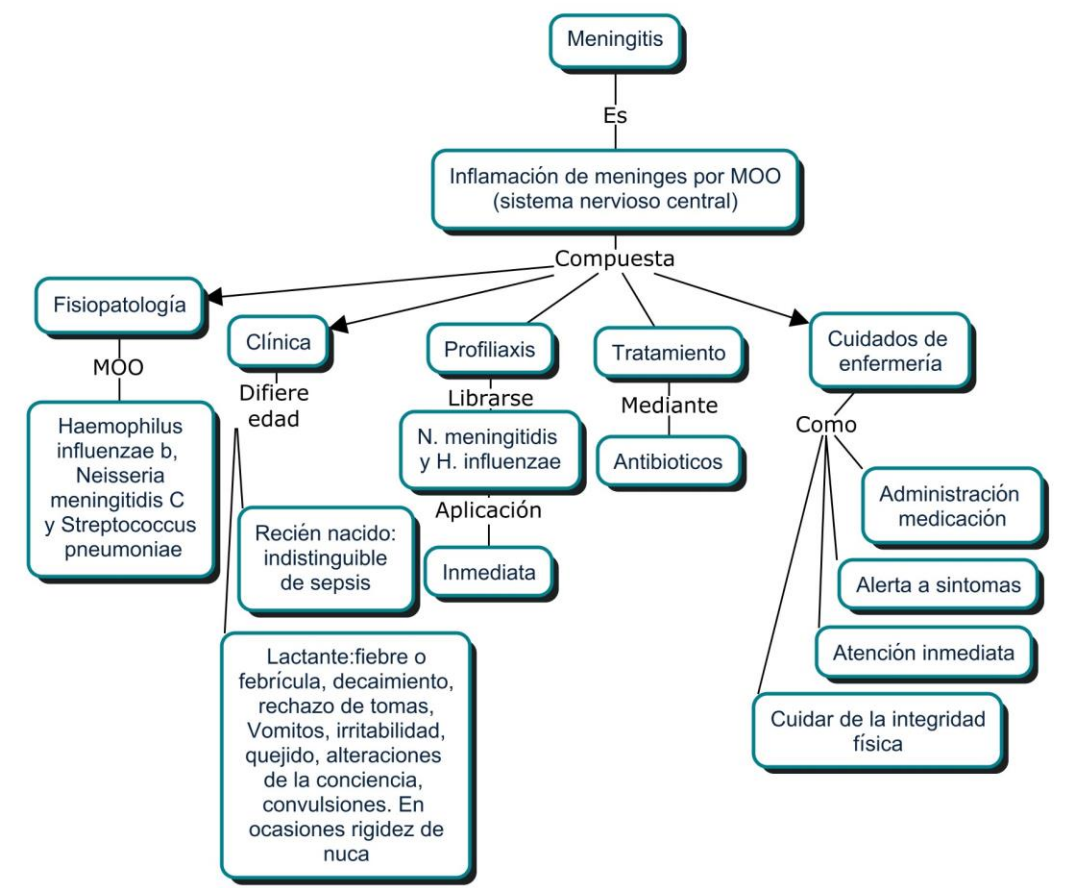 Meningitis
Es
Inflamación de meninges por MOO
(sistema nervioso central)
Compuesta
Fisiopatología
MOO
Haemophilus
influenzae b,
Neisseria
meningitidis C
y Streptococcus
pneumoniae
Clínica
Difiere
edad
Recién nacido:
indistinguible
de sepsis
Lactante:fiebre o
febrícula, decaimiento,
rechazo de tomas,
Vomitos, irritabilidad,
quejido, alteraciones
de la conciencia,
convulsiones. En
ocasiones rigidez de
nuca
Profiliaxis
Librarse
N. meningitidis
y H. influenzae
Aplicación
Inmediata
Tratamiento
Mediante
Antibioticos
Cuidados de
enfermería
Como
Administración
medicación
Alerta a sintomas
Atención inmediata
Cuidar de la integridad
física